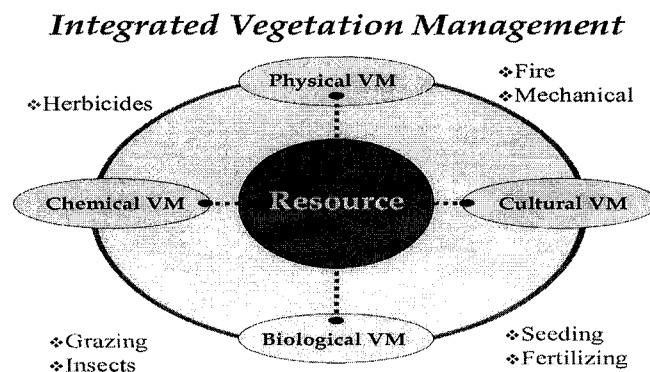 Integrated Vegetation Management
Physical VM
❖Fire
❖Mechanical
❖Herbicides
Chemical VM
Resource
Cultural VM
❖Grazing
❖Insects
Biological VM
❖Seeding
❖Fertilizing